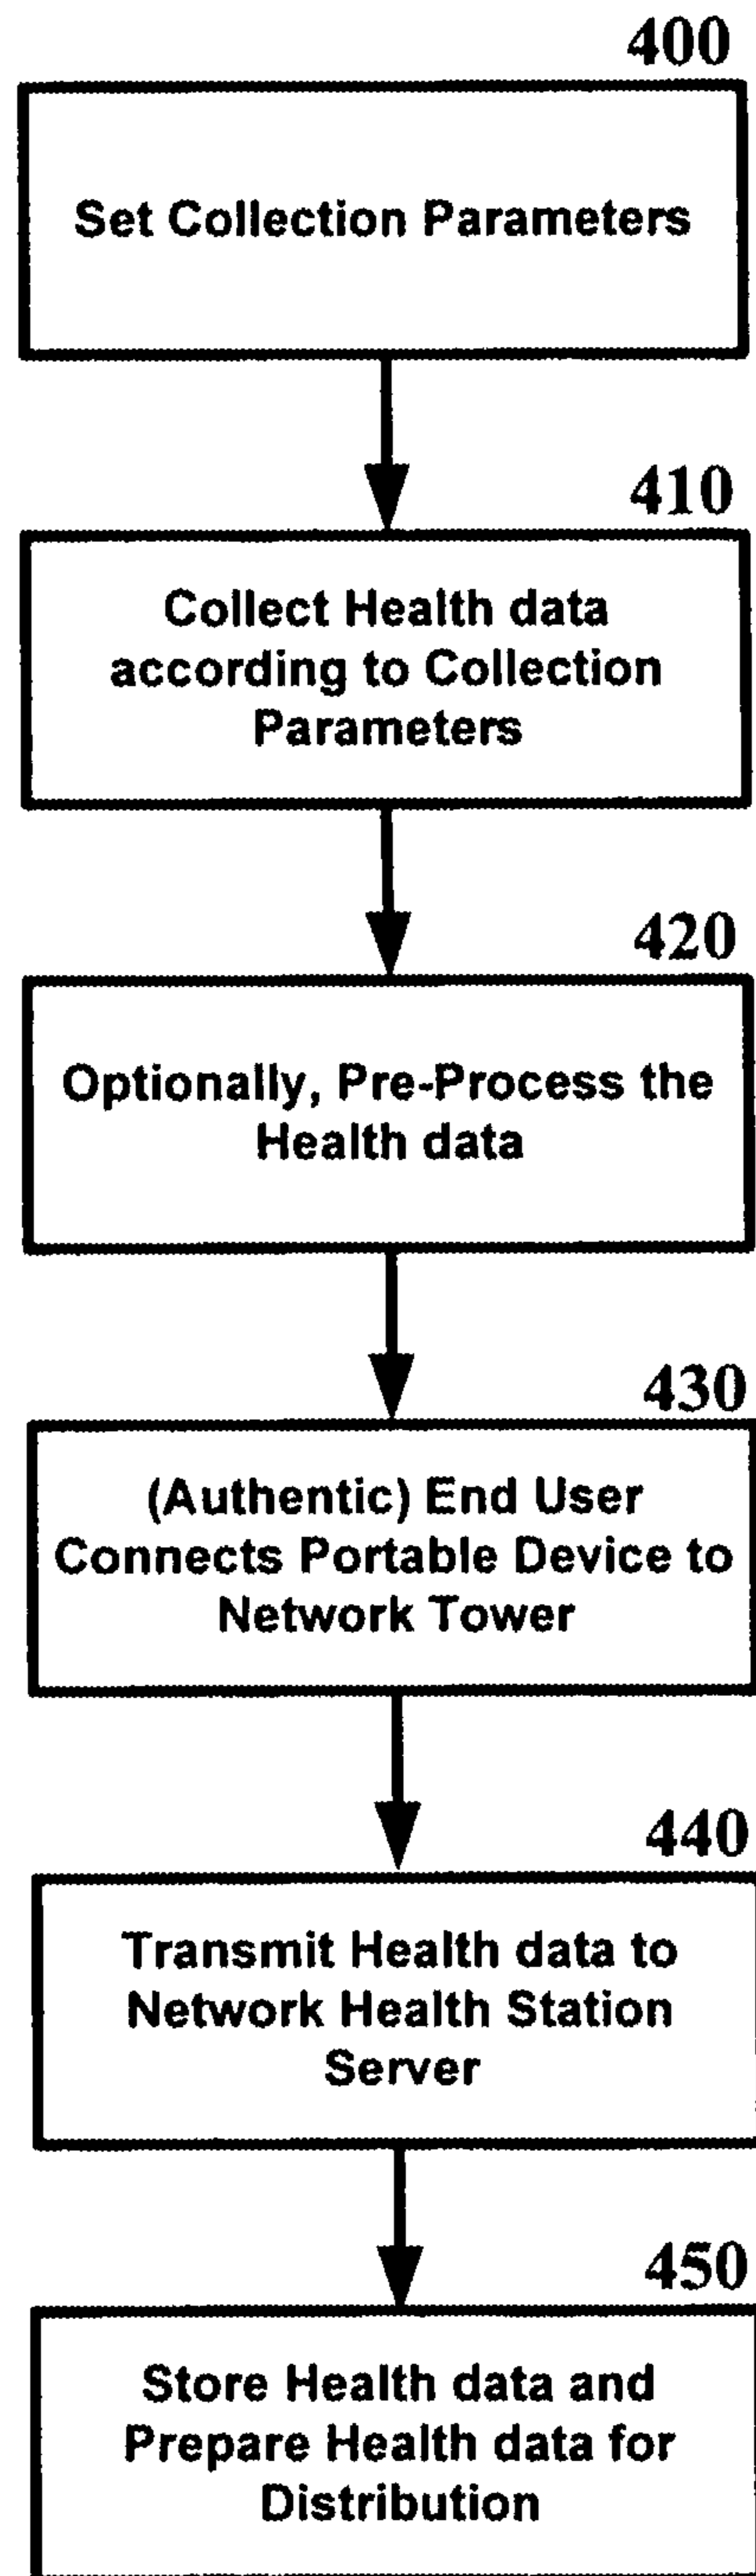 400
Set Collection Parameters
410
Collect Health data
according to Collection
Parameters
420
Optionally, Pre-Process the
Health data
430
(Authentic) End User
Connects Portable Device to
Network Tower
440
Transmit Health data to
Network Health Station
Server
450
Store Health data and
Prepare Health data for
Distribution